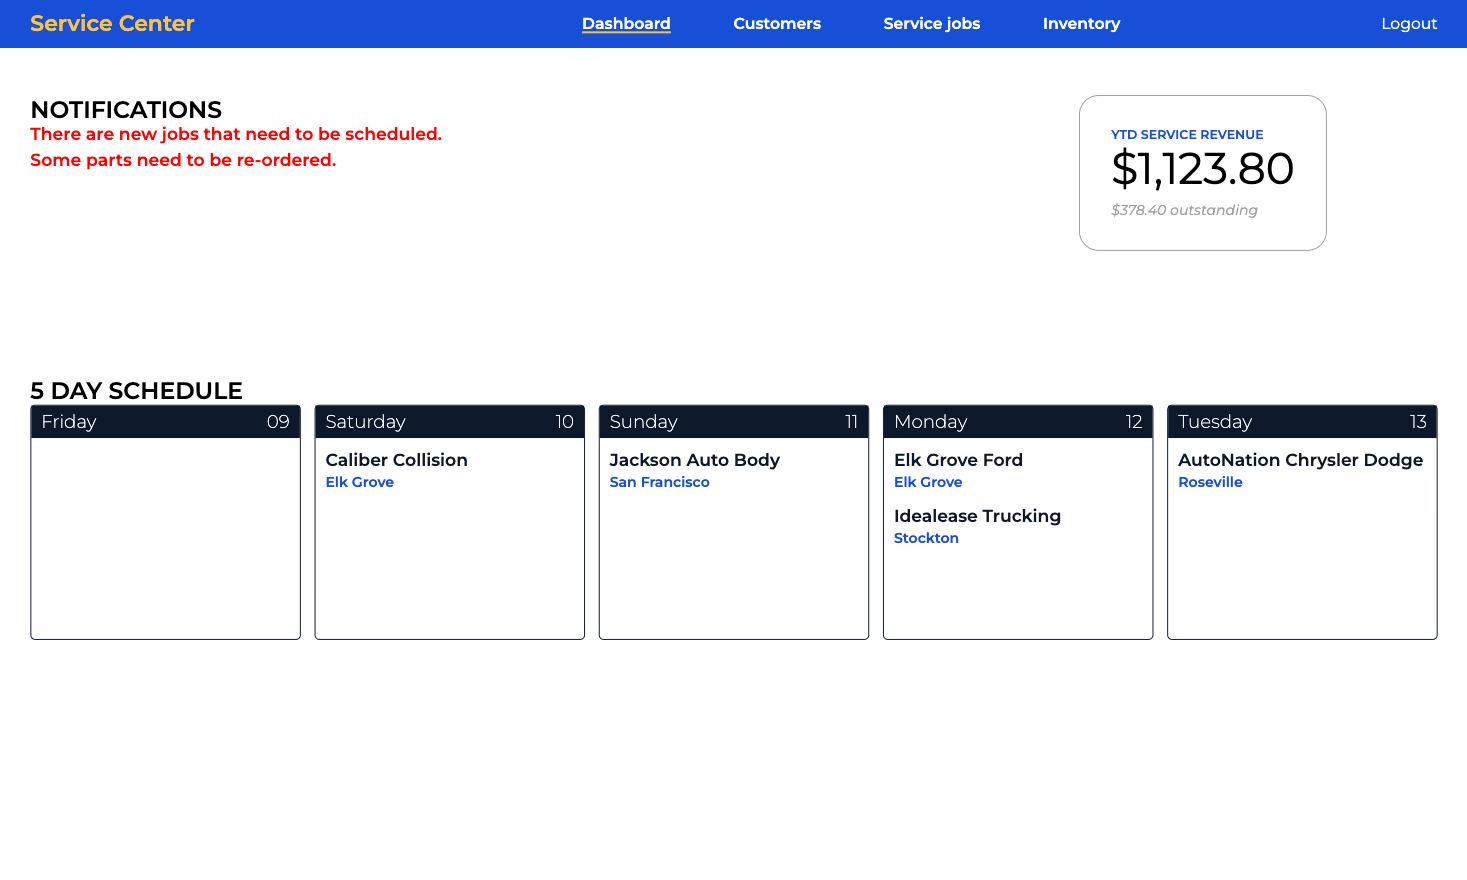 Service Center
Dashboard Customers Service jobs Inventory Logout
NOTIFICATIONS
There are new jobs that need to be scheduled.
Some parts need to be re-ordered.
YTD SERVICE REVENUE
$1,123.80
$378.40 outstanding
5 DAY SCHEDULE
Friday 09
Saturday 10
Caliber Collision
Elk Grove
Sunday 11
Jackson Auto Body
San Francisco
Monday 12
Elk Grove Ford
Elk Grove
Idealease Trucking
Stockton
Tuesday 13
AutoNation Chrysler Dodge
Roseville